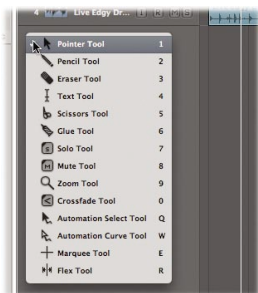 4 Live Edgy Dr... I R M S
Pointer Tool 1
Pencil Tool 2
Eraser Tool 3
Text Tool 4
Scissors Tool 5
Glue Tool 6
Solo Tool 7
Mute Tool 8
Zoom Tool 9
Crossfade Tool 0
Automation Select Tool Q
Automation Curve Tool W
Marquee Tool E
Flex Tool R